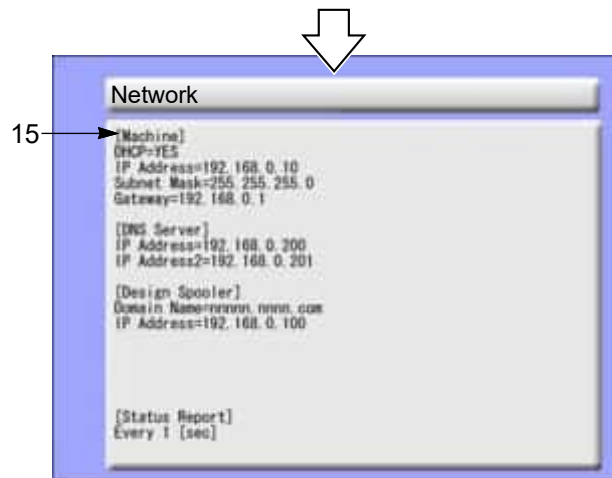 Network
15
[Machine]
DHCP=YES
IP Address=192.168.0.10
Subnet Mask=255.255.255.0
Gateway=192.168.0.1
[DNS Server]
IP Address=192.168.0.200
IP Address2=192.168.0.201
[Design Spooler]
Domain Name=nnnnn.nnnn.com
IP Address=192.168.0.100
[Status Report]
Every 1 [sec]